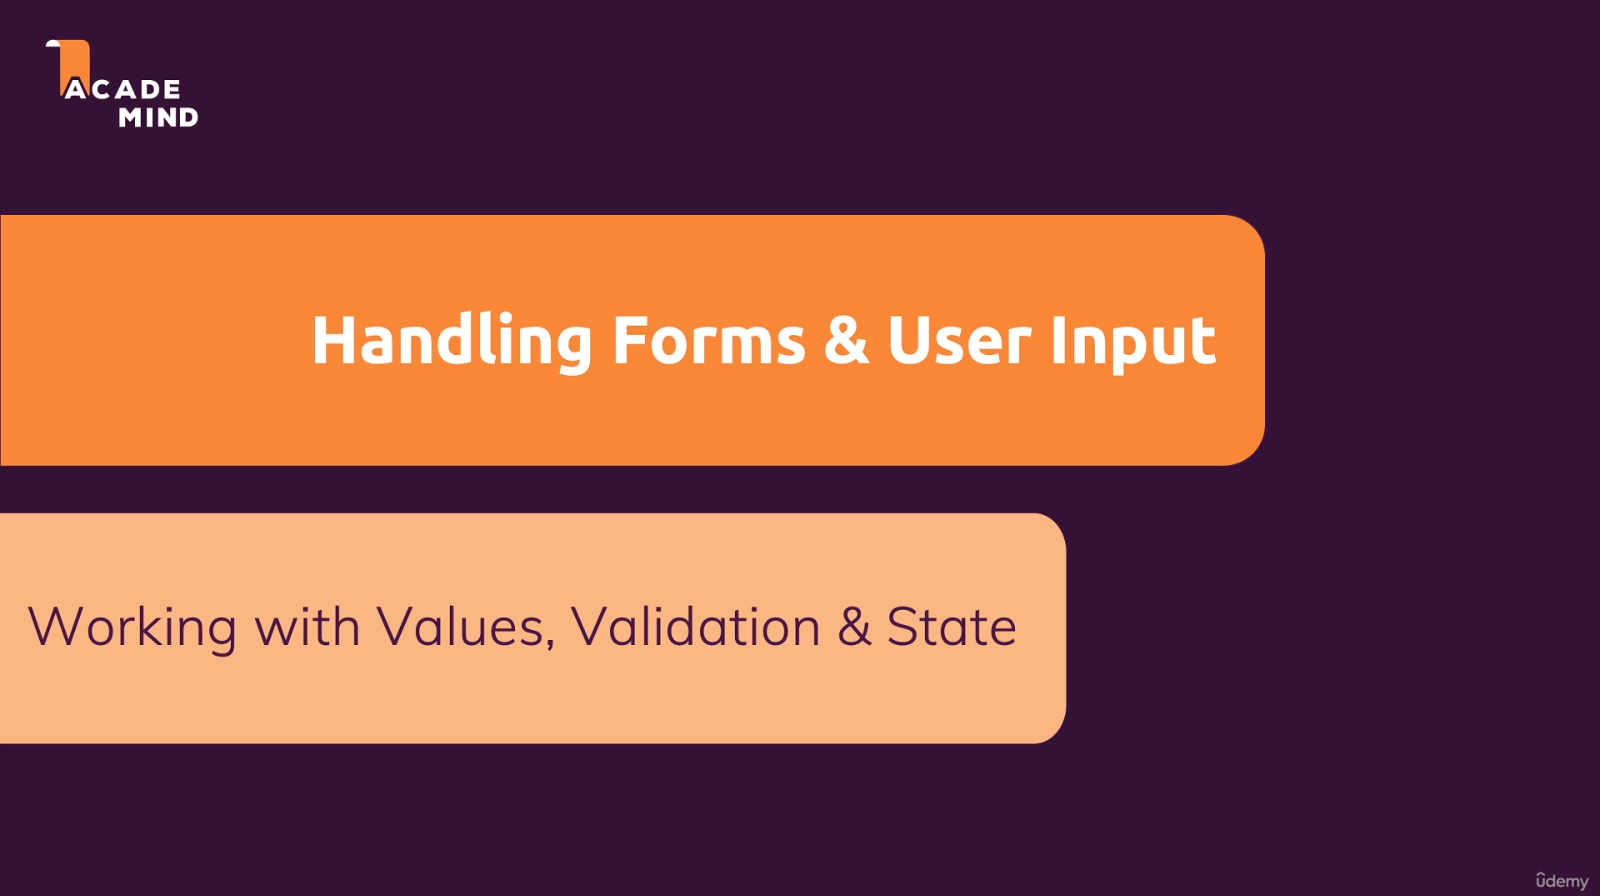 ACADE
MIND
Handling Forms & User Input
Working with Values, Validation & State
ûdemy